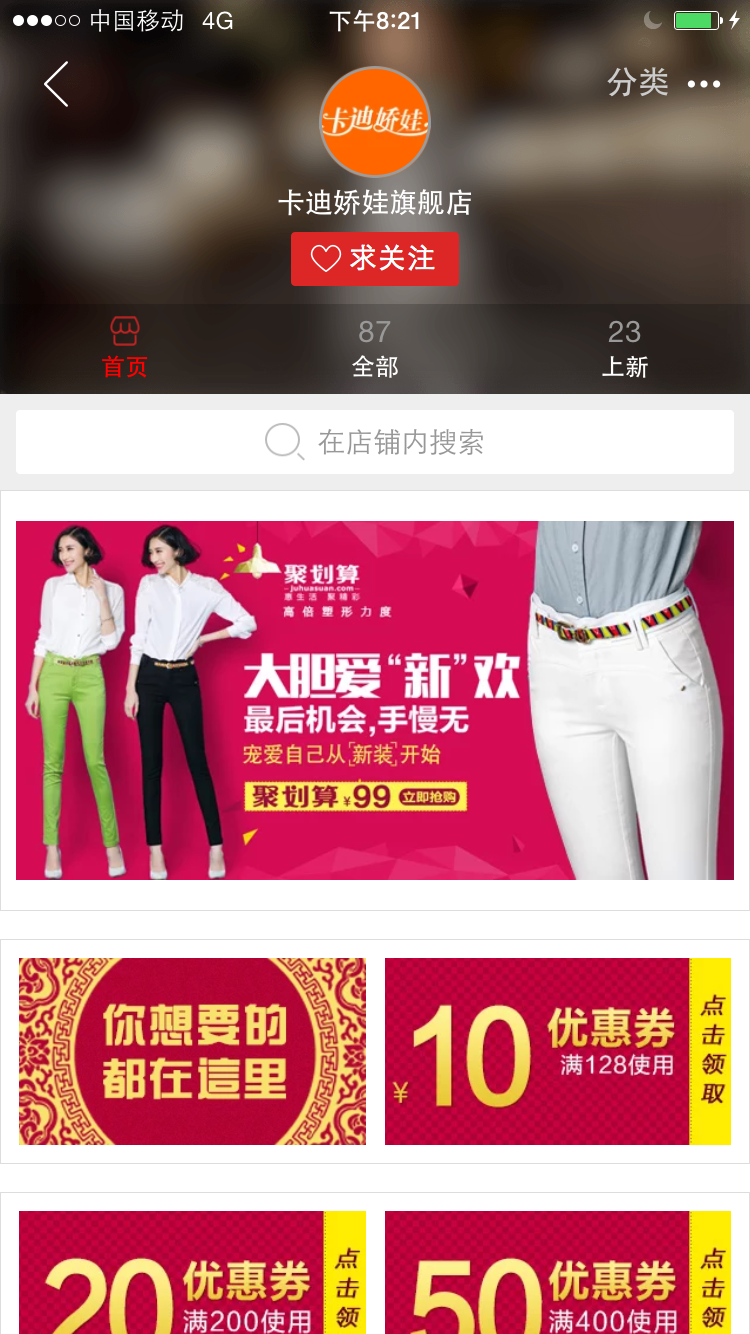 中国移动 4G 下午8:21
分类
卡迪娇娃
卡迪娇娃旗舰店
求关注
87 23
首页 全部 上新
在店铺内搜索
聚划算
juhuasuan.com
惠生活 聚精彩
高倍塑形力度
大胆爱“新”欢
最后机会,手慢无
宠爱自己从[新装]开始
聚划算 ¥99 立即抢购
你想要的
都在這里
¥10 优惠券
满128使用
点击领取
20 优惠券
满200使用
点击领
50 优惠券
满400使用
点击领